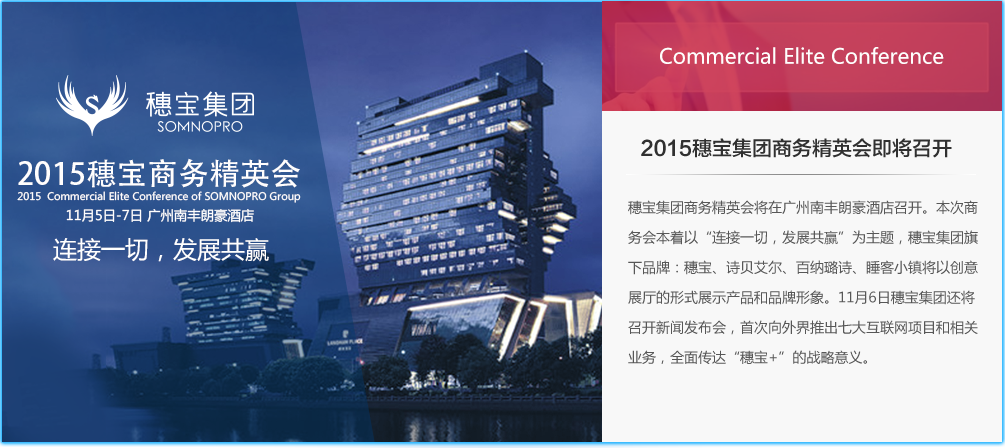 穗宝集团
SOMNOPRO
2015穗宝商务精英会
2015 Commercial Elite Conference of SOMNOPRO Group
11月5日-7日 广州南丰朗豪酒店
连接一切，发展共赢
LANGHAM PLACE
Commercial Elite Conference
2015穗宝集团商务精英会即将召开
穗宝集团商务精英会将在广州南丰朗豪酒店召开。本次商
务会本着以“连接一切，发展共赢”为主题，穗宝集团旗
下品牌：穗宝、诗贝艾尔、百纳璐诗、睡客小镇将以创意
展厅的形式展示产品和品牌形象。11月6日穗宝集团还将
召开新闻发布会，首次向外界推出七大互联网项目和相关
业务，全面传达“穗宝+”的战略意义。